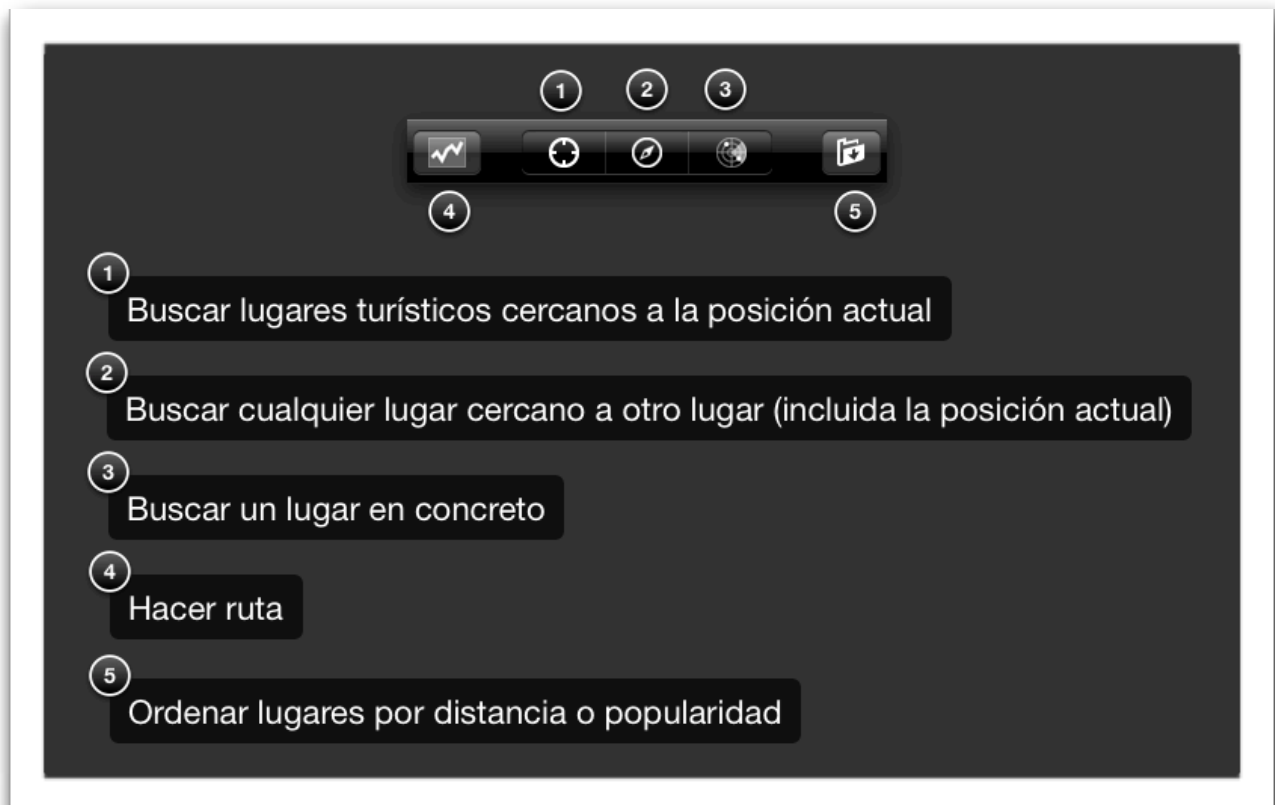 1 2 3
4 5
1
Buscar lugares turísticos cercanos a la posición actual
2
Buscar cualquier lugar cercano a otro lugar (incluida la posición actual)
3
Buscar un lugar en concreto
4
Hacer ruta
5
Ordenar lugares por distancia o popularidad